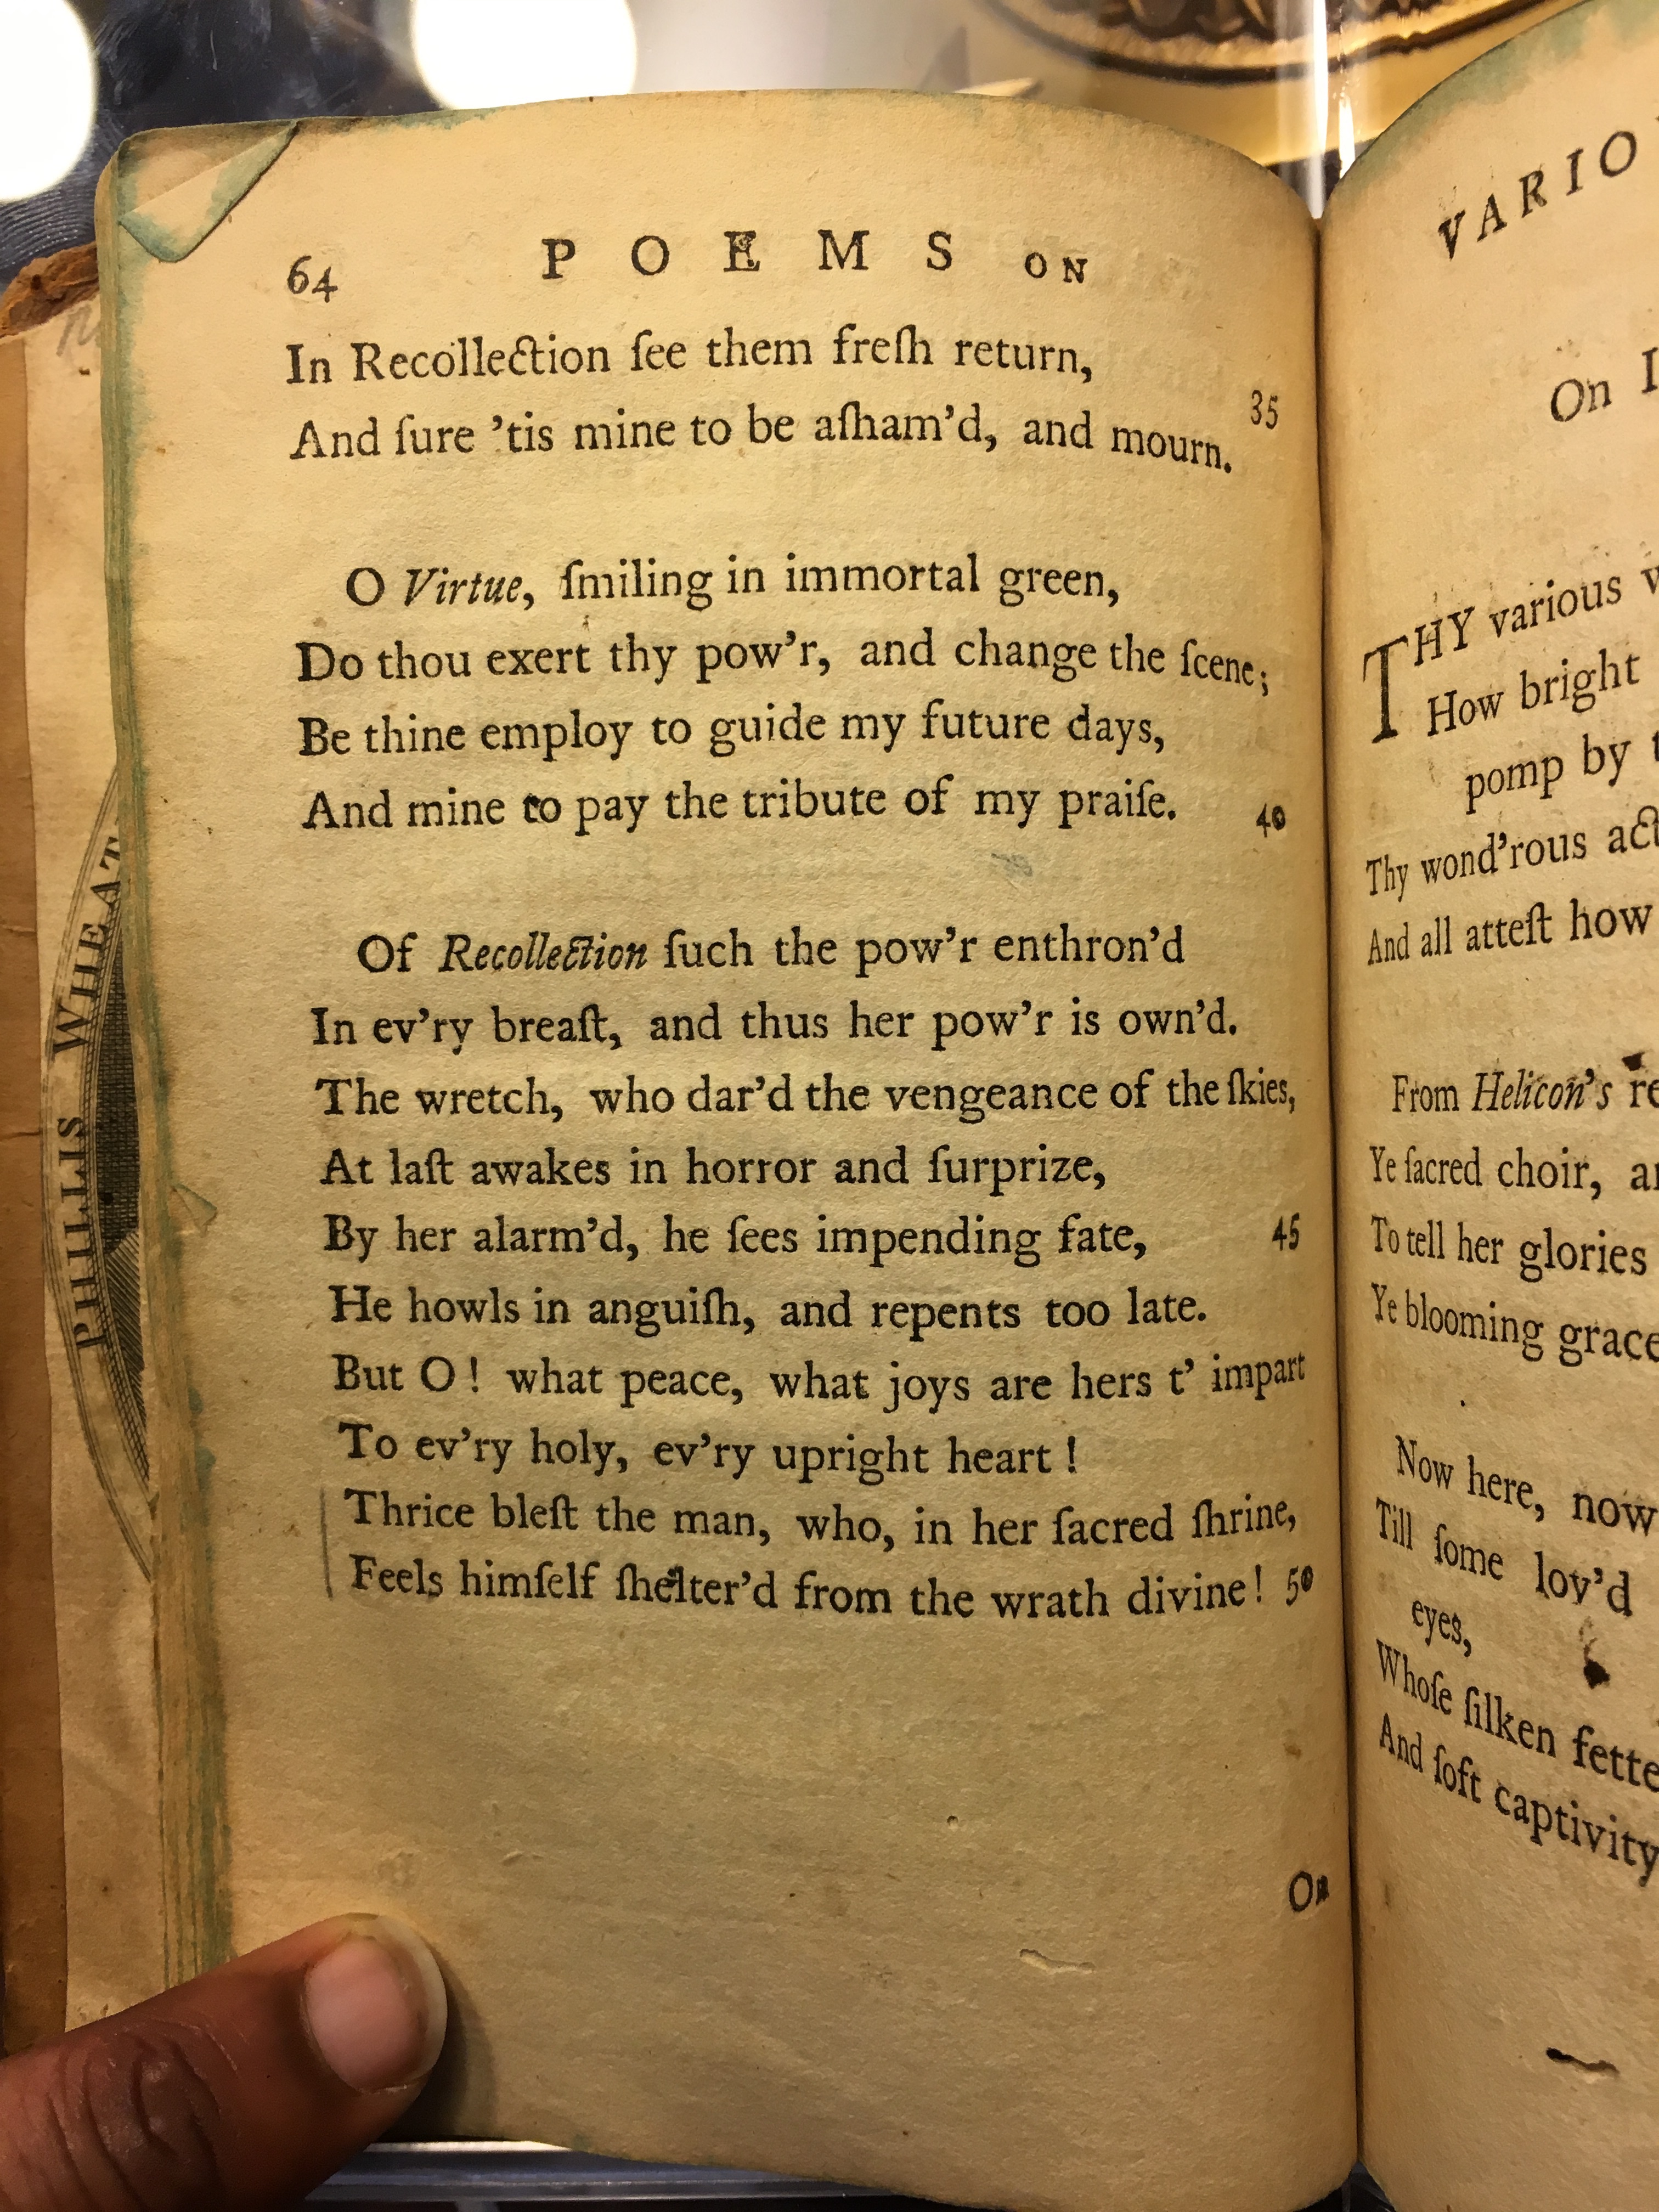 64 POEMS ON
In Recollection ſee them freſh return,
And ſure 'tis mine to be aſham'd, and mourn. 35
O Virtue, ſmiling in immortal green,
Do thou exert thy pow'r, and change the ſcene;
Be thine employ to guide my future days,
And mine to pay the tribute of my praiſe. 40
Of Recollection ſuch the pow'r enthron'd
In ev'ry breaſt, and thus her pow'r is own'd.
The wretch, who dar'd the vengeance of the ſkies,
At laſt awakes in horror and ſurprize,
By her alarm'd, he ſees impending fate, 45
He howls in anguiſh, and repents too late.
But O! what peace, what joys are hers t' impart
To ev'ry holy, ev'ry upright heart!
Thrice bleſt the man, who, in her ſacred ſhrine,
Feels himſelf ſhelter'd from the wrath divine! 50
On
PHILLIS WHEAT
VARIO
On I
THY various
How bright
pomp by
Thy wond'rous act
And all atteſt how
From Helicon's re
Ye ſacred choir,
To tell her glories
Ye blooming grace
Now here, now
Till ſome lov'd
eyes,
Whoſe ſilken fette
And ſoft captivity